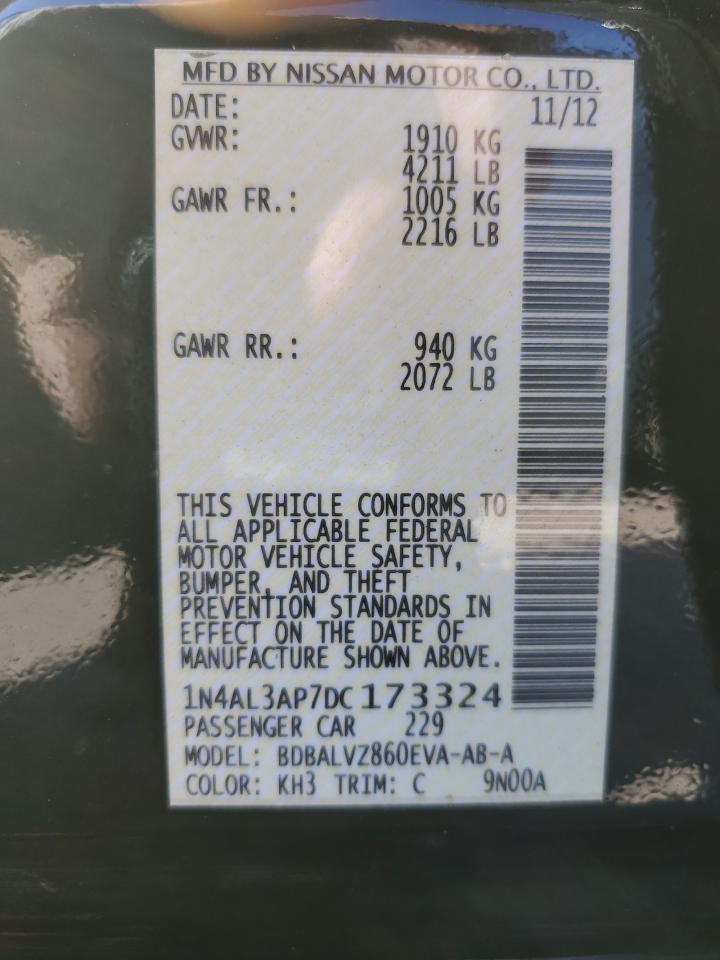 MFD BY NISSAN MOTOR CO., LTD.
DATE: 11/12
GVWR: 1910 KG
4211 LB
GAWR FR.: 1005 KG
2216 LB
GAWR RR.: 940 KG
2072 LB
THIS VEHICLE CONFORMS TO
ALL APPLICABLE FEDERAL
MOTOR VEHICLE SAFETY,
BUMPER, AND THEFT
PREVENTION STANDARDS IN
EFFECT ON THE DATE OF
MANUFACTURE SHOWN ABOVE.
1N4AL3AP7DC173324
PASSENGER CAR 229
MODEL: BDBALVZ860EVA-AB-A
COLOR: KH3 TRIM: C 9N00A